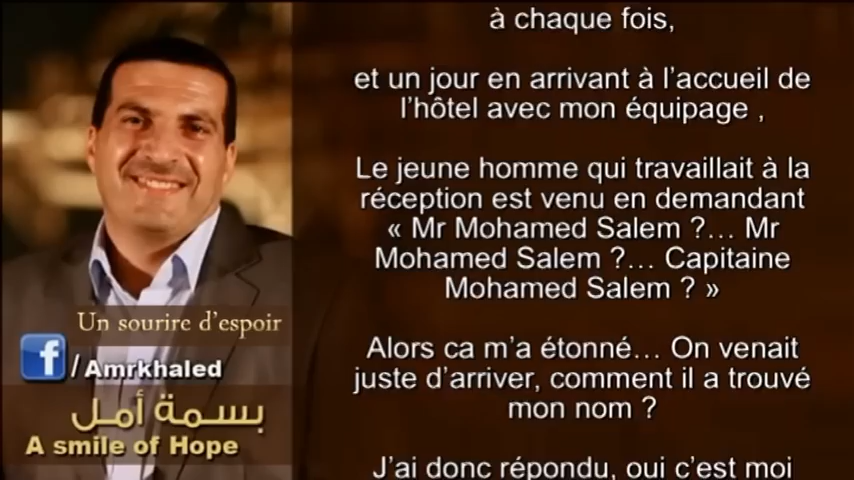 à chaque fois,
et un jour en arrivant à l'accueil de
l'hôtel avec mon équipage ,
Le jeune homme qui travaillait à la
réception est venu en demandant
« Mr Mohamed Salem ?… Mr
Mohamed Salem ?… Capitaine
Mohamed Salem ? »
Alors ca m'a étonné… On venait
juste d'arriver, comment il a trouvé
mon nom ?
J'ai donc répondu, oui c'est moi
Un sourire d'espoir
f /Amrkhaled
بسمة أمل
A smile of Hope